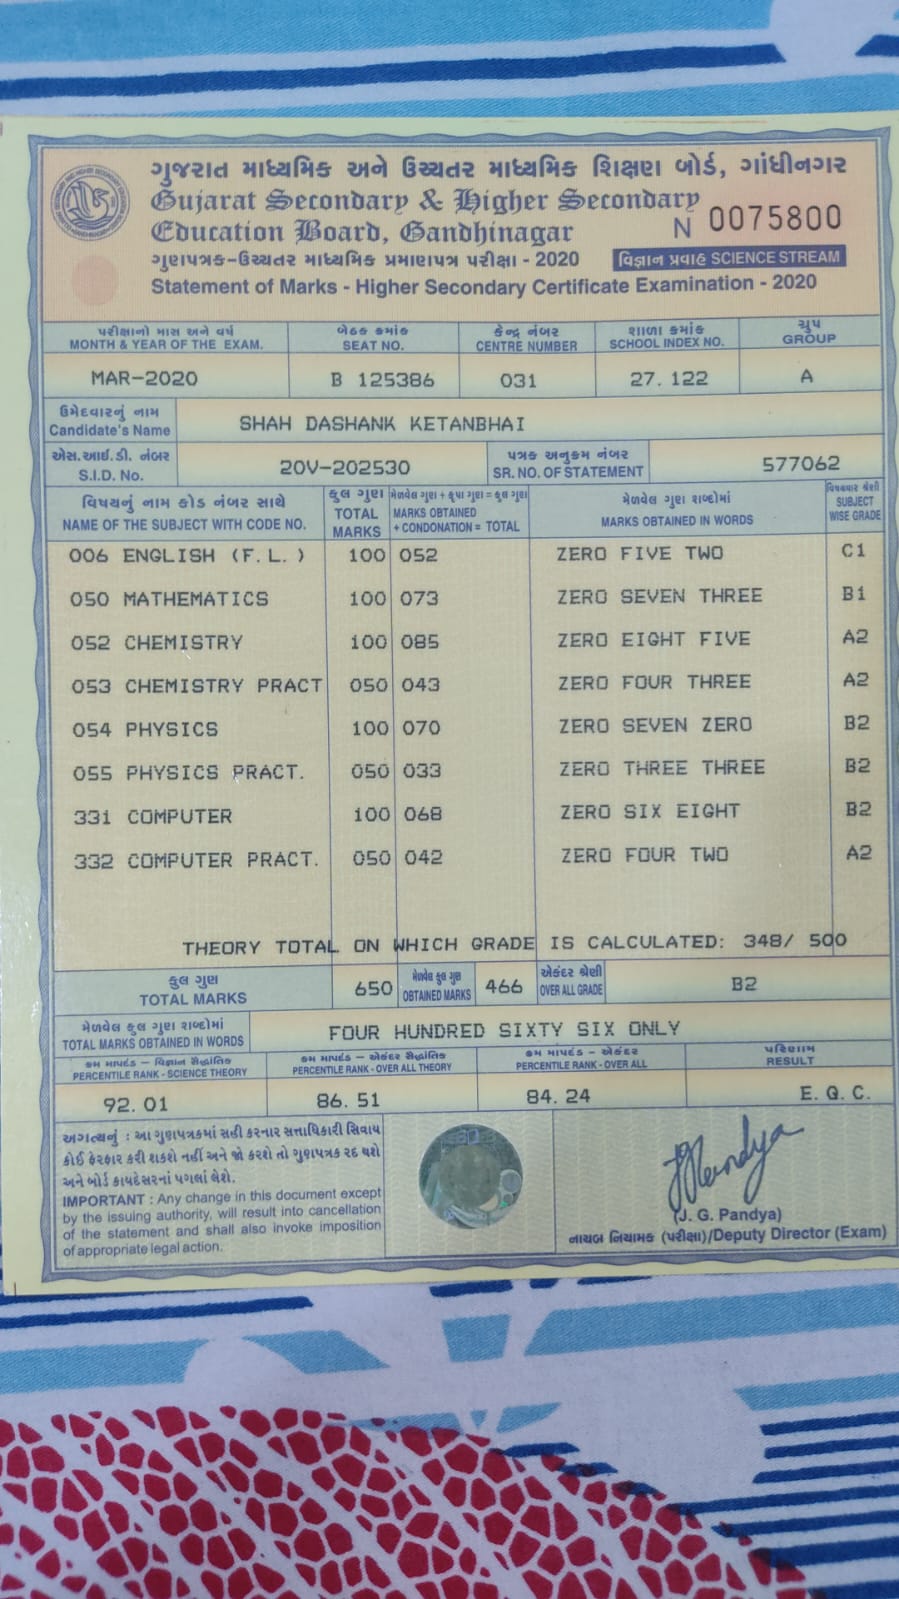 ગુજરાત માધ્યમિક અને ઉચ્ચતર માધ્યમિક શિક્ષણ બોર્ડ, ગાંધીનગર
Gujarat Secondary & Higher Secondary
Education Board, Gandhinagar
N 0075800
ગુણપત્રક-ઉચ્ચતર માધ્યમિક પ્રમાણપત્ર પરીક્ષા - 2020 વિજ્ઞાન પ્રવાહ SCIENCE STREAM
Statement of Marks - Higher Secondary Certificate Examination - 2020
પરીક્ષાનો માસ અને વર્ષ બેઠક ક્રમાંક કેન્દ્ર નંબર શાળા ક્રમાંક ગ્રુપ
MONTH & YEAR OF THE EXAM. SEAT NO. CENTRE NUMBER SCHOOL INDEX NO. GROUP
MAR-2020 B 125386 031 27. 122 A
ઉમેદવારનું નામ
Candidate's Name SHAH DASHANK KETANBHAI
એસ.આઈ.ડી. નંબર પત્રક અનુક્રમ નંબર
S.I.D. No. 20V-202530 SR. NO. OF STATEMENT 577062
વિષયનું નામ કોડ નંબર સાથે કુલ ગુણ મેળવેલ ગુણ + કૃપા ગુણ = કુલ ગુણ મેળવેલ ગુણ શબ્દોમાં વિષયવાર શ્રેણી
NAME OF THE SUBJECT WITH CODE NO. TOTAL MARKS MARKS OBTAINED + CONDONATION = TOTAL MARKS OBTAINED IN WORDS SUBJECT WISE GRADE
006 ENGLISH (F. L. ) 100 052 ZERO FIVE TWO C1
050 MATHEMATICS 100 073 ZERO SEVEN THREE B1
052 CHEMISTRY 100 085 ZERO EIGHT FIVE A2
053 CHEMISTRY PRACT 050 043 ZERO FOUR THREE A2
054 PHYSICS 100 070 ZERO SEVEN ZERO B2
055 PHYSICS PRACT. 050 033 ZERO THREE THREE B2
331 COMPUTER 100 068 ZERO SIX EIGHT B2
332 COMPUTER PRACT. 050 042 ZERO FOUR TWO A2
THEORY TOTAL ON WHICH GRADE IS CALCULATED: 348/ 500
કુલ ગુણ મેળવેલ કુલ ગુણ એકંદર શ્રેણી
TOTAL MARKS 650 OBTAINED MARKS 466 OVER ALL GRADE B2
મેળવેલ કુલ ગુણ શબ્દોમાં
TOTAL MARKS OBTAINED IN WORDS FOUR HUNDRED SIXTY SIX ONLY
ક્રમ માપદંડ – વિજ્ઞાન સૈદ્ધાંતિક ક્રમ માપદંડ – એકંદર સૈદ્ધાંતિક ક્રમ માપદંડ – એકંદર પરિણામ
PERCENTILE RANK - SCIENCE THEORY PERCENTILE RANK - OVER ALL THEORY PERCENTILE RANK - OVER ALL RESULT
92. 01 86. 51 84. 24 E. Q. C.
અગત્યનું : આ ગુણપત્રકમાં સહી કરનાર સત્તાધિકારી સિવાય
કોઈ ફેરફાર કરી શકશે નહીં અને જો કરશે તો ગુણપત્રક રદ થશે
અને બોર્ડ કાયદેસરનાં પગલાં લેશે.
IMPORTANT : Any change in this document except
by the issuing authority, will result into cancellation
of the statement and shall also invoke imposition
of appropriate legal action.
(J. G. Pandya)
નાયબ નિયામક (પરીક્ષા)/Deputy Director (Exam)